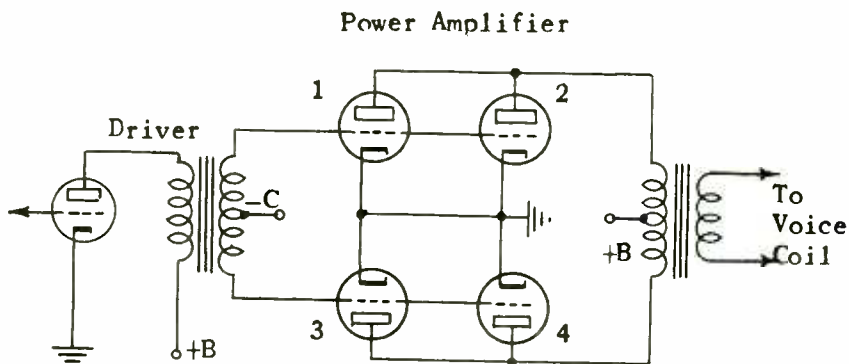 Power Amplifier
1
2
Driver
-C
To
Voice
Coil
+B
3
4
+B